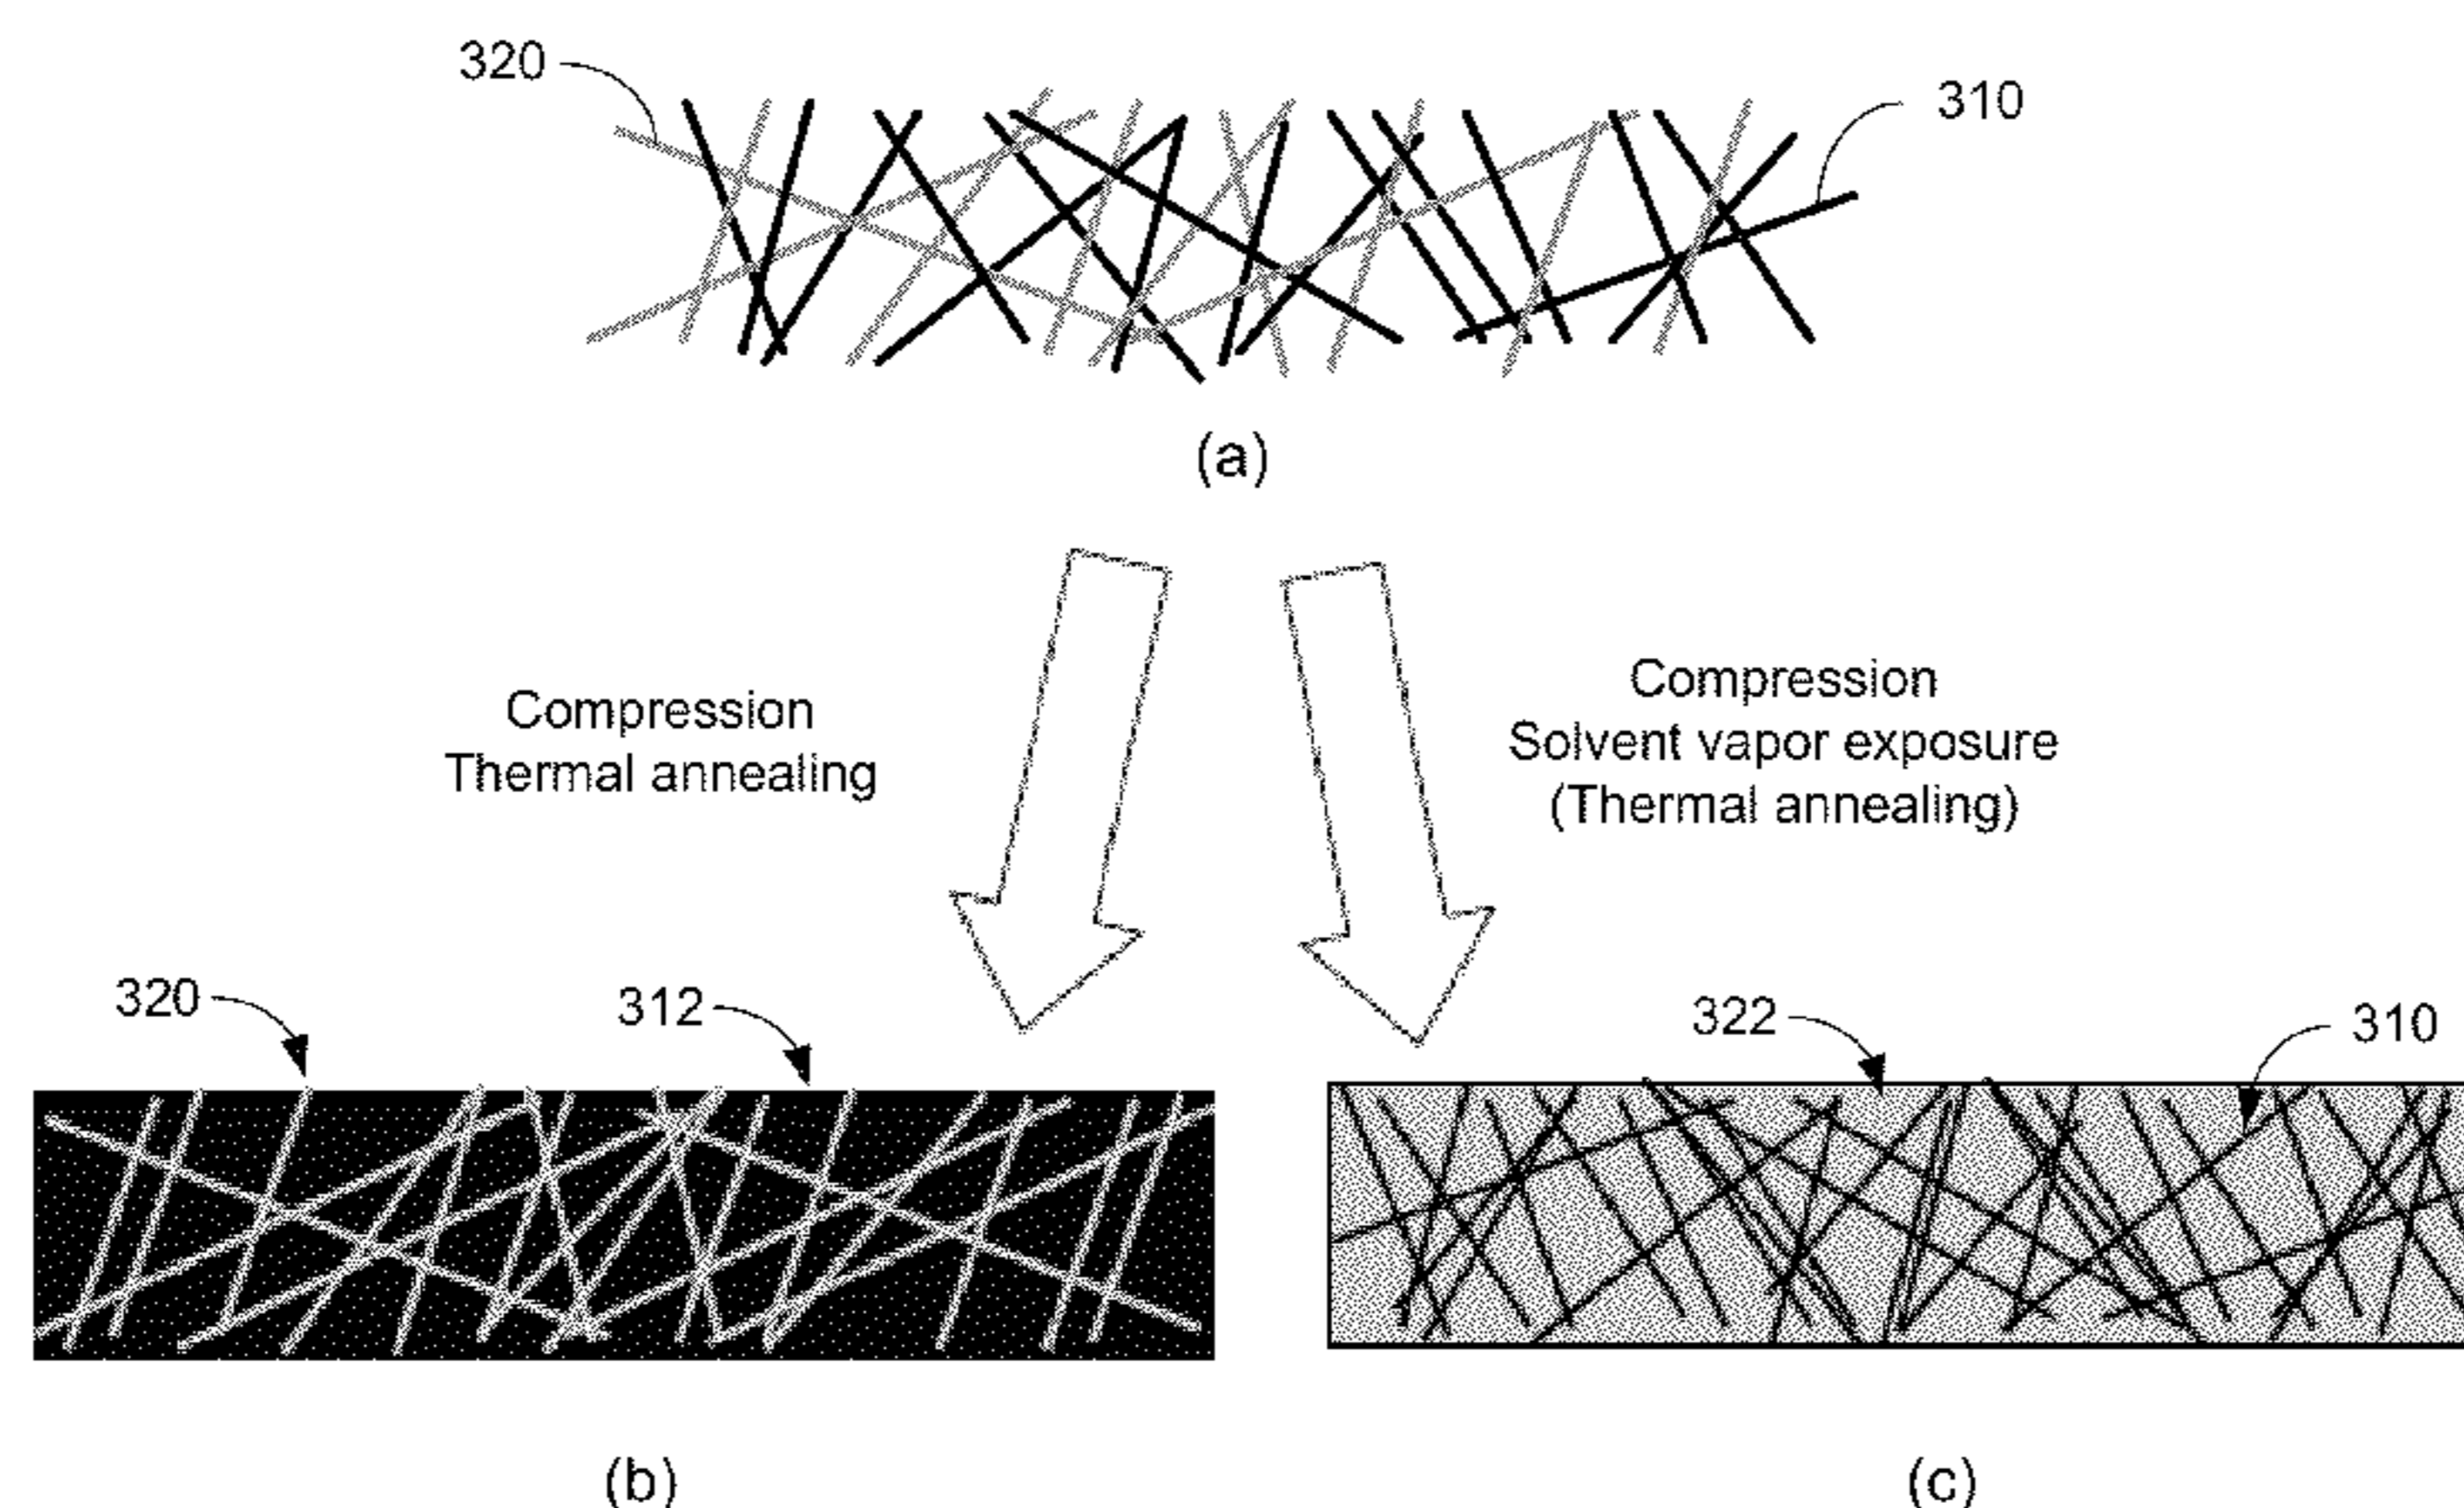 320
310
(a)
Compression
Thermal annealing
Compression
Solvent vapor exposure
(Thermal annealing)
320
312
322
310
(b)
(c)